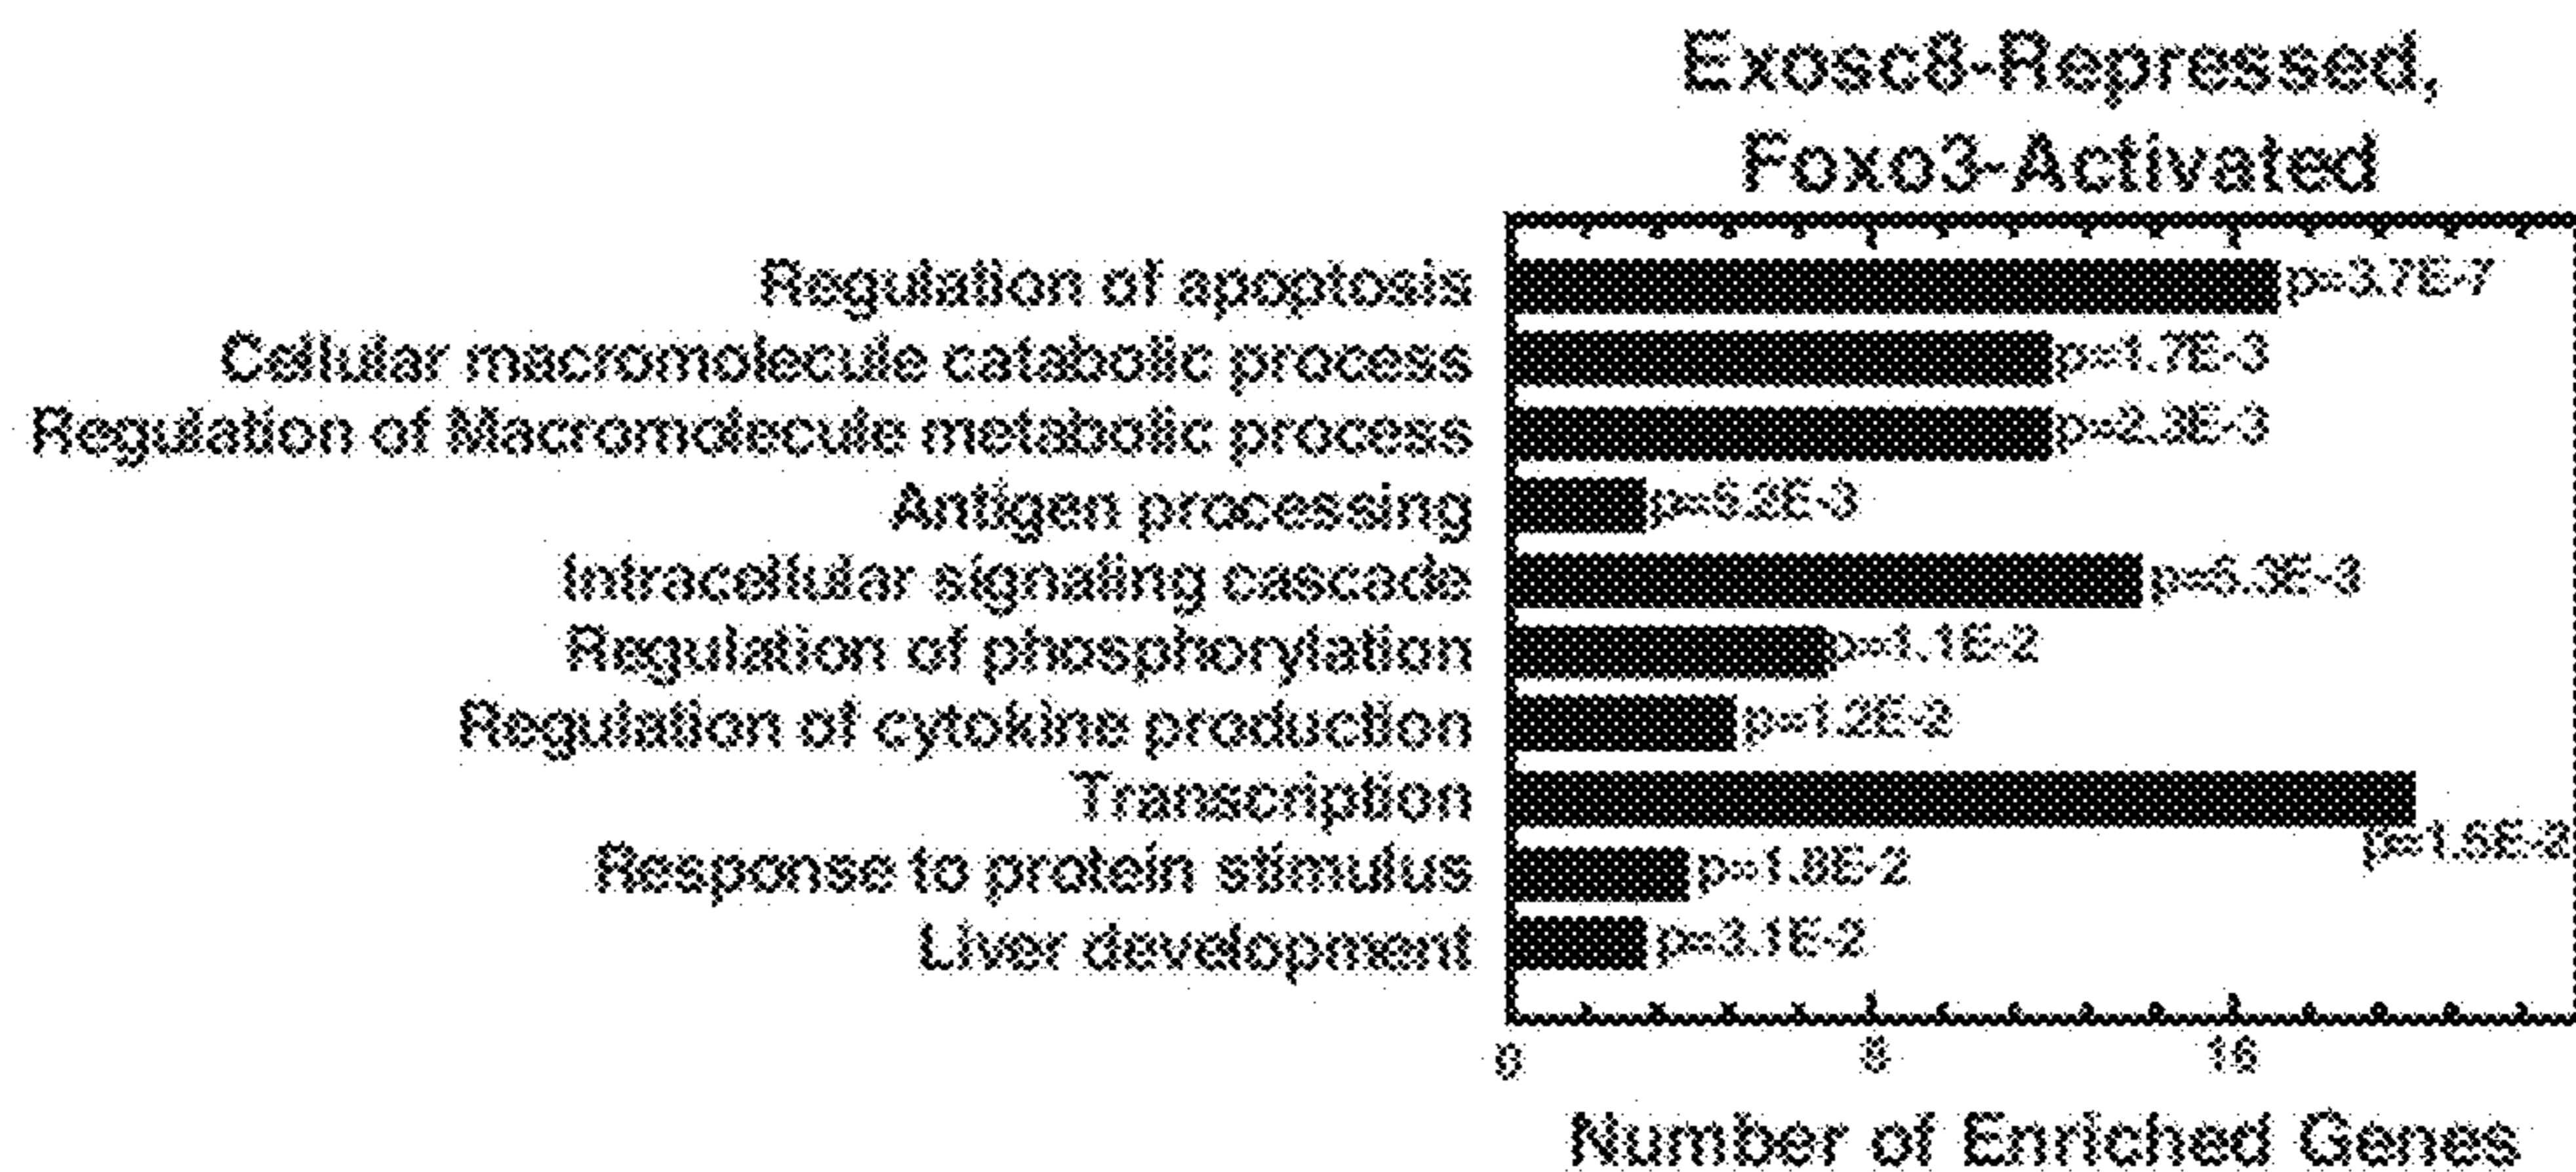 Exosc8-Repressed,
Foxo3-Activated
Regulation of apoptosis p=3.7E-7
Cellular macromolecule catabolic process p=1.7E-3
Regulation of Macromolecule metabolic process p=2.3E-3
Antigen processing p=5.2E-3
Intracellular signaling cascade p=5.3E-3
Regulation of phosphorylation p=1.1E-2
Regulation of cytokine production p=1.2E-2
Transcription
Response to protein stimulus p=1.8E-2
Liver development p=3.1E-2
0 8 16
Number of Enriched Genes